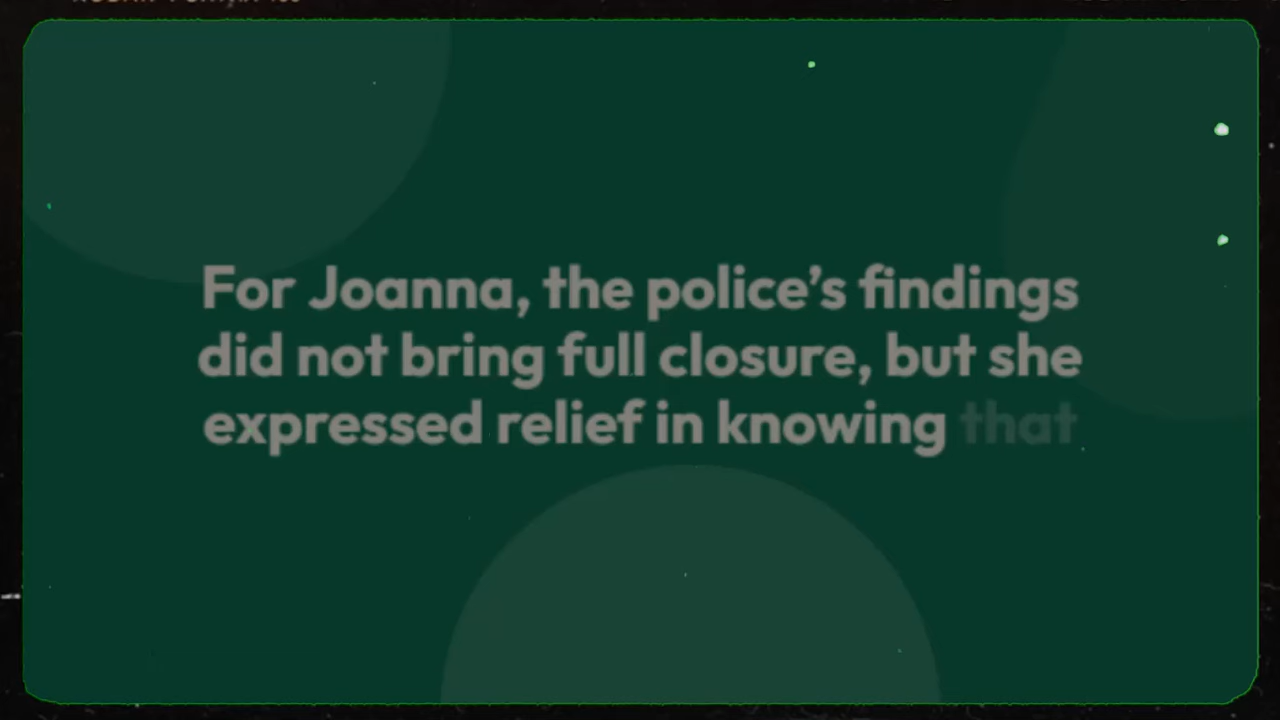 For Joanna, the police’s findings
did not bring full closure, but she
expressed relief in knowing that